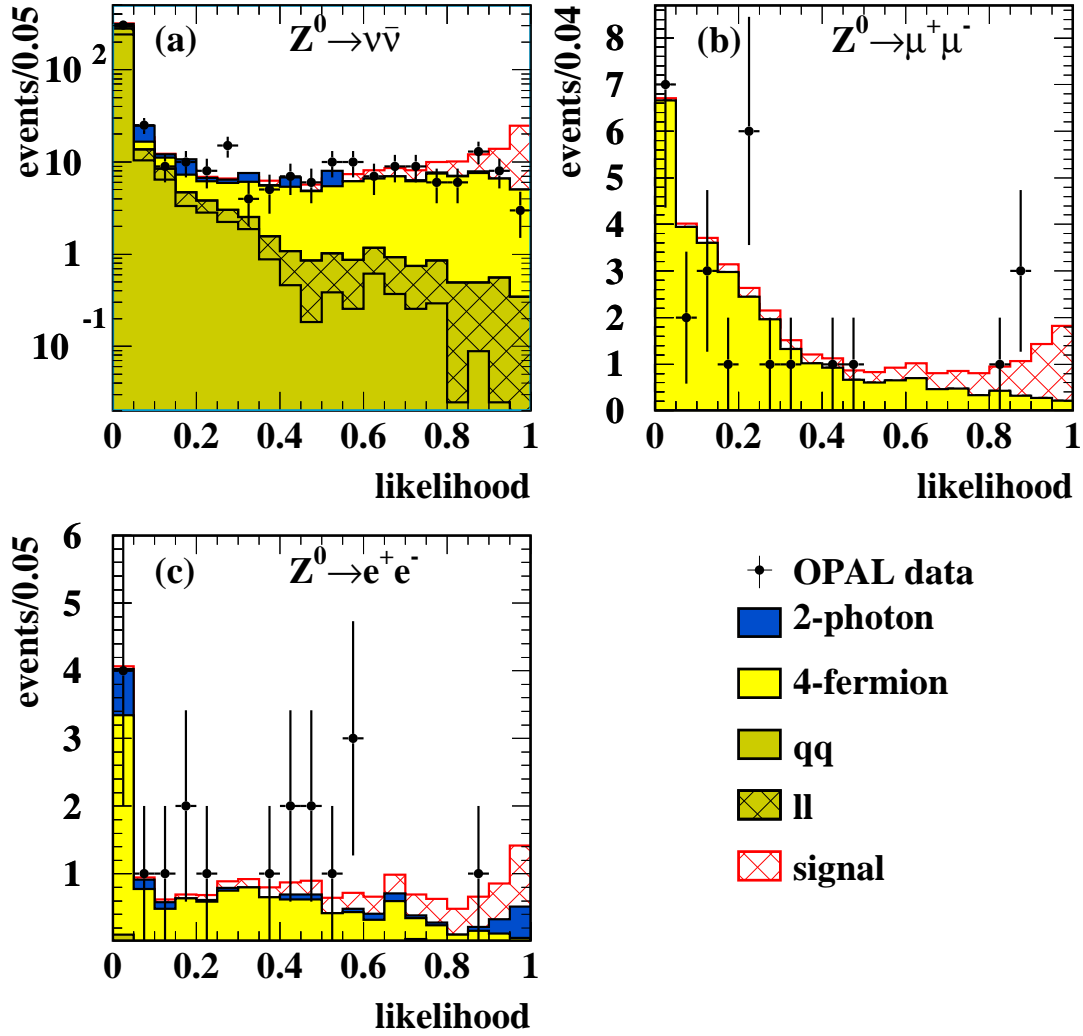 (a) Z⁰→νν̄
events/0.05
10²
10
1
10⁻¹
0 0.2 0.4 0.6 0.8 1
likelihood
(b) Z⁰→μ⁺μ⁻
events/0.04
8
7
6
5
4
3
2
1
0
0 0.2 0.4 0.6 0.8 1
likelihood
(c) Z⁰→e⁺e⁻
events/0.05
6
5
4
3
2
1
0 0.2 0.4 0.6 0.8 1
likelihood
OPAL data
2-photon
4-fermion
qq
ll
signal